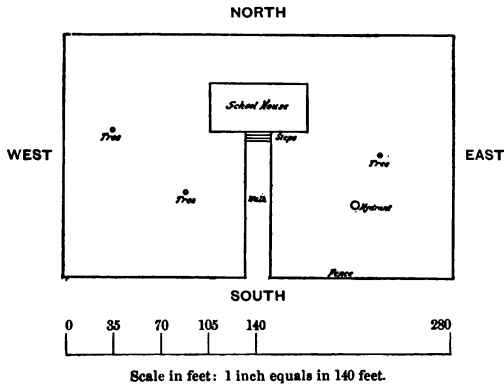 NORTH
School House
Steps
Tree
WEST
Tree
EAST
Tree
Walk
Hydrant
Fence
SOUTH
0 35 70 105 140 280
Scale in feet: 1 inch equals in 140 feet.